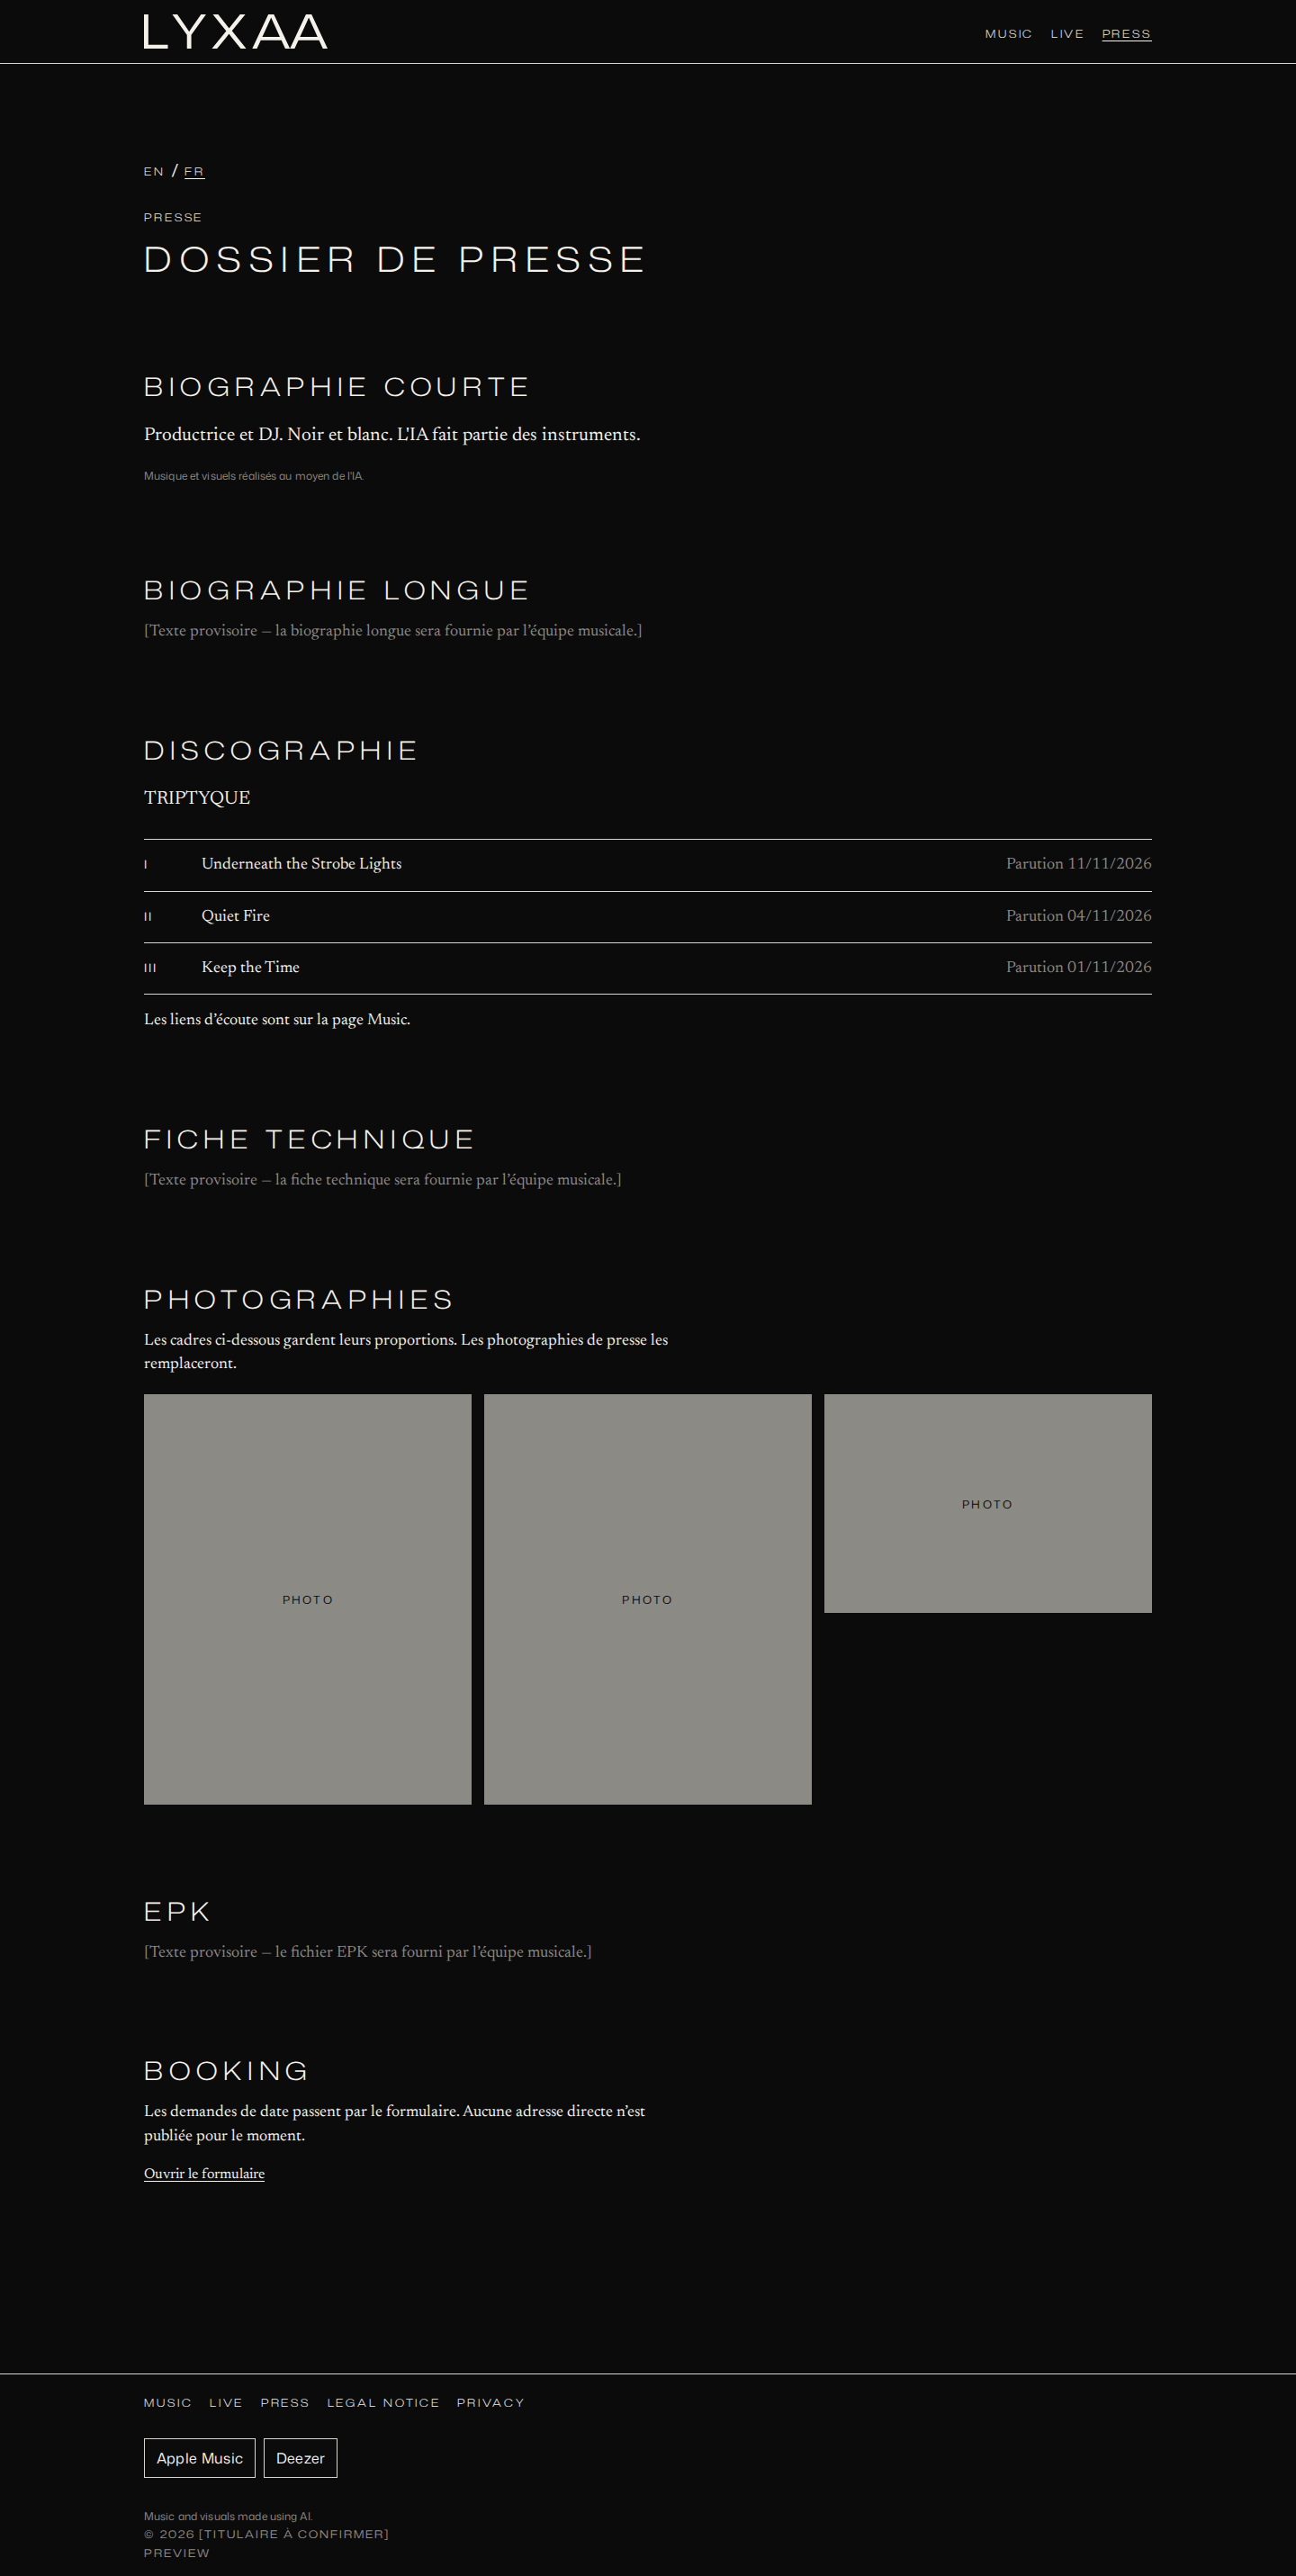 LYXAA
MUSIC LIVE PRESS
EN / FR
PRESSE
DOSSIER DE PRESSE
BIOGRAPHIE COURTE
Productrice et DJ. Noir et blanc. L'IA fait partie des instruments.
Musique et visuels réalisés au moyen de l'IA.
BIOGRAPHIE LONGUE
[Texte provisoire — la biographie longue sera fournie par l’équipe musicale.]
DISCOGRAPHIE
TRIPTYQUE
I Underneath the Strobe Lights Parution 11/11/2026
II Quiet Fire Parution 04/11/2026
III Keep the Time Parution 01/11/2026
Les liens d’écoute sont sur la page Music.
FICHE TECHNIQUE
[Texte provisoire — la fiche technique sera fournie par l’équipe musicale.]
PHOTOGRAPHIES
Les cadres ci-dessous gardent leurs proportions. Les photographies de presse les
remplaceront.
PHOTO
PHOTO
PHOTO
EPK
[Texte provisoire — le fichier EPK sera fourni par l’équipe musicale.]
BOOKING
Les demandes de date passent par le formulaire. Aucune adresse directe n’est
publiée pour le moment.
Ouvrir le formulaire
MUSIC LIVE PRESS LEGAL NOTICE PRIVACY
Apple Music Deezer
Music and visuals made using AI.
© 2026 [TITULAIRE À CONFIRMER]
PREVIEW